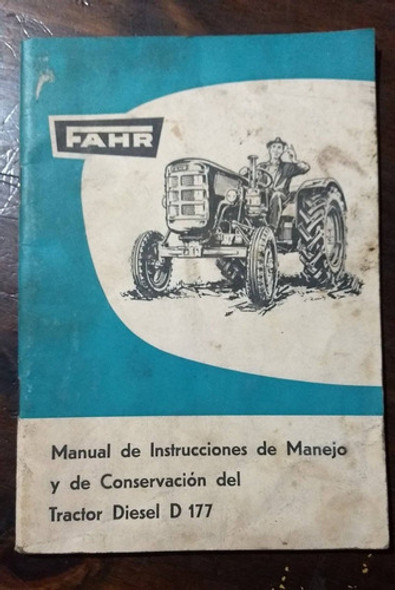 FAHR
Manual de Instrucciones de Manejo
y de Conservación del
Tractor Diesel D 177